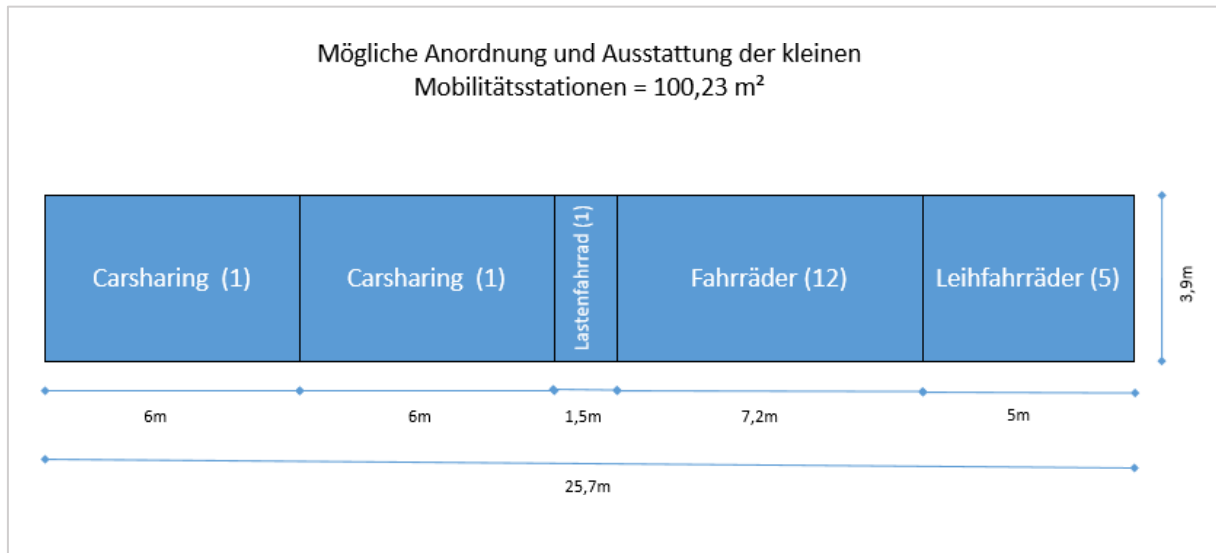 Mögliche Anordnung und Ausstattung der kleinen
Mobilitätsstationen = 100,23 m²
Carsharing  (1)
Carsharing  (1)
Lastenfahrrad (1)
Fahrräder (12)
Leihfahrräder (5)
3,9m
6m
6m
1,5m
7,2m
5m
25,7m